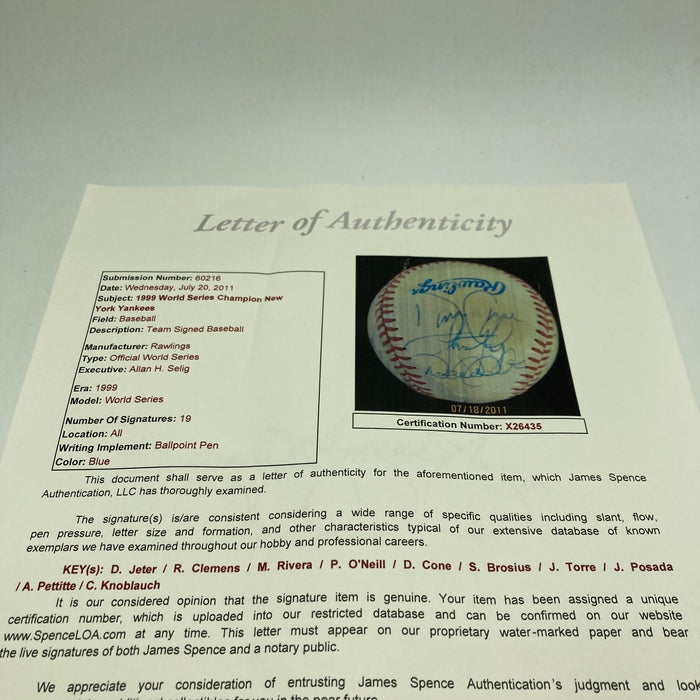 Letter of Authenticity
Submission Number: 60216
Date: Wednesday, July 20, 2011
Subject: 1999 World Series Champion New
York Yankees
Field: Baseball
Description: Team Signed Baseball
Manufacturer: Rawlings
Type: Official World Series
Executive: Allan H. Selig
Era: 1999
Model: World Series
Number Of Signatures: 19
Location: All
Writing Implement: Ballpoint Pen
Color: Blue
Rawlings
07/18/2011
Certification Number: X26435
This document shall serve as a letter of authenticity for the aforementioned item, which James Spence
Authentication, LLC has thoroughly examined.
The signature(s) is/are consistent considering a wide range of specific qualities including slant, flow,
pen pressure, letter size and formation, and other characteristics typical of our extensive database of known
exemplars we have examined throughout our hobby and professional careers.
KEY(s): D. Jeter / R. Clemens / M. Rivera / P. O'Neill / D. Cone / S. Brosius / J. Torre / J. Posada
/ A. Pettitte / C. Knoblauch
It is our considered opinion that the signature item is genuine. Your item has been assigned a unique
certification number, which is uploaded into our restricted database and can be confirmed on our website
www.SpenceLOA.com at any time. This letter must appear on our proprietary water-marked paper and bear
the live signatures of both James Spence and a notary public.
We appreciate your consideration of entrusting James Spence Authentication's judgment and look
additional collectibles for you in the near future.